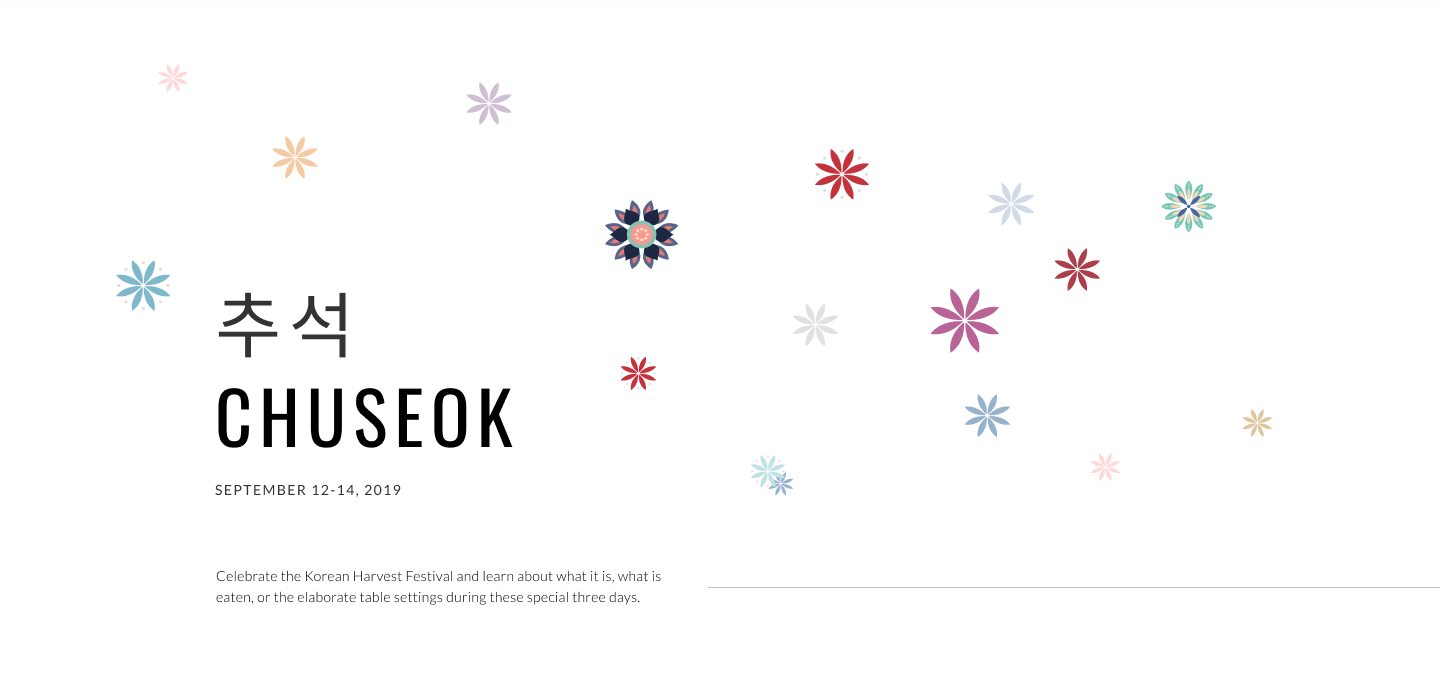 추석
CHUSEOK
SEPTEMBER 12-14, 2019
Celebrate the Korean Harvest Festival and learn about what it is, what is
eaten, or the elaborate table settings during these special three days.